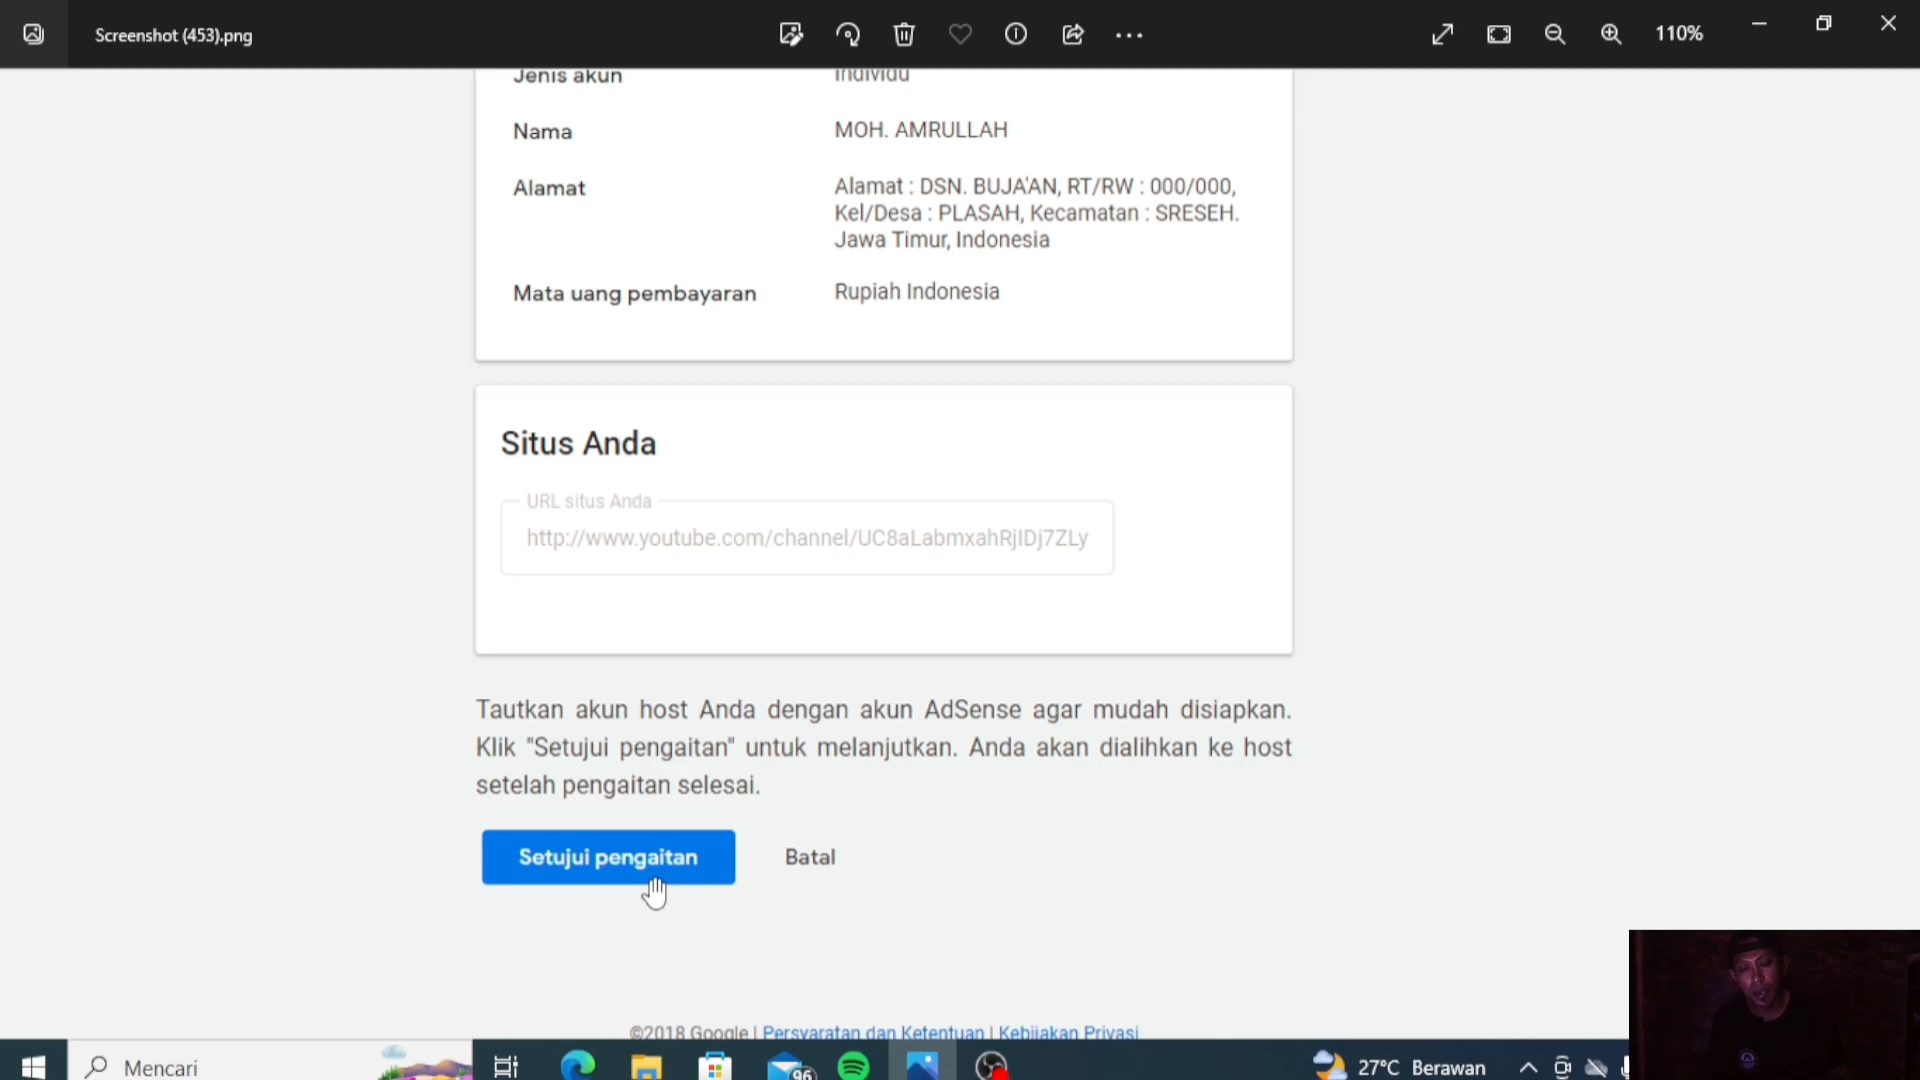 Screenshot (453).png
110%
Jenis akun
Individu
Nama
MOH. AMRULLAH
Alamat
Alamat : DSN. BUJA'AN, RT/RW : 000/000,
Kel/Desa : PLASAH, Kecamatan : SRESEH.
Jawa Timur, Indonesia
Mata uang pembayaran
Rupiah Indonesia
Situs Anda
URL situs Anda
http://www.youtube.com/channel/UC8aLabmxahRjIDj7ZLy
Tautkan akun host Anda dengan akun AdSense agar mudah disiapkan.
Klik "Setujui pengaitan" untuk melanjutkan. Anda akan dialihkan ke host
setelah pengaitan selesai.
Setujui pengaitan
Batal
©2018 Google | Persyaratan dan Ketentuan | Kebijakan Privasi
Mencari
96
27°C Berawan